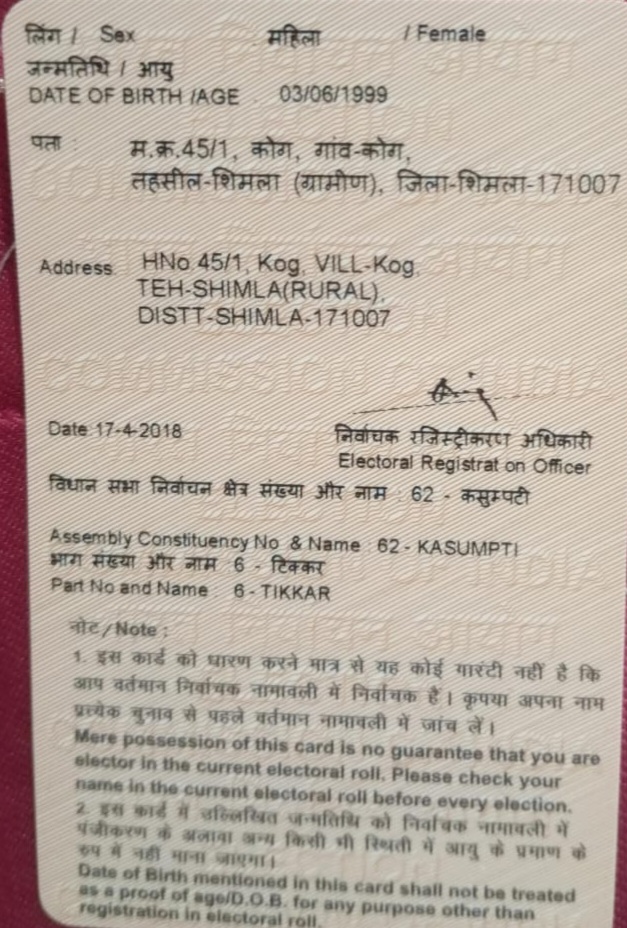 लिंग / Sex महिला / Female
जन्मतिथि / आयु
DATE OF BIRTH /AGE 03/06/1999
पता : म.क्र.45/1, कोग, गांव-कोग,
तहसील-शिमला (ग्रामीण), जिला-शिमला-171007
Address HNo 45/1, Kog, VILL-Kog,
TEH-SHIMLA(RURAL),
DISTT-SHIMLA-171007
Date:17-4-2018
निर्वाचक रजिस्ट्रीकरण अधिकारी
Electoral Registrat on Officer
विधान सभा निर्वाचन क्षेत्र संख्या और नाम : 62 - कसुम्पटी
Assembly Constituency No & Name : 62 - KASUMPTI
भाग संख्या और नाम 6 - टिक्कर
Part No and Name : 6 - TIKKAR
नोट/Note :
1. इस कार्ड को धारण करने मात्र से यह कोई गारंटी नहीं है कि
आप वर्तमान निर्वाचक नामावली में निर्वाचक हैं। कृपया अपना नाम
प्रत्येक चुनाव से पहले वर्तमान नामावली में जांच लें।
Mere possession of this card is no guarantee that you are
elector in the current electoral roll. Please check your
name in the current electoral roll before every election.
2. इस कार्ड में उल्लिखित जन्मतिथि को निर्वाचक नामावली में
पंजीकरण के अलावा अन्य किसी भी स्थिती में आयु के प्रमाण के
रुप में नही माना जाएगा।
Date of Birth mentioned in this card shall not be treated
as a proof of age/D.O.B. for any purpose other than
registration in electoral roll.